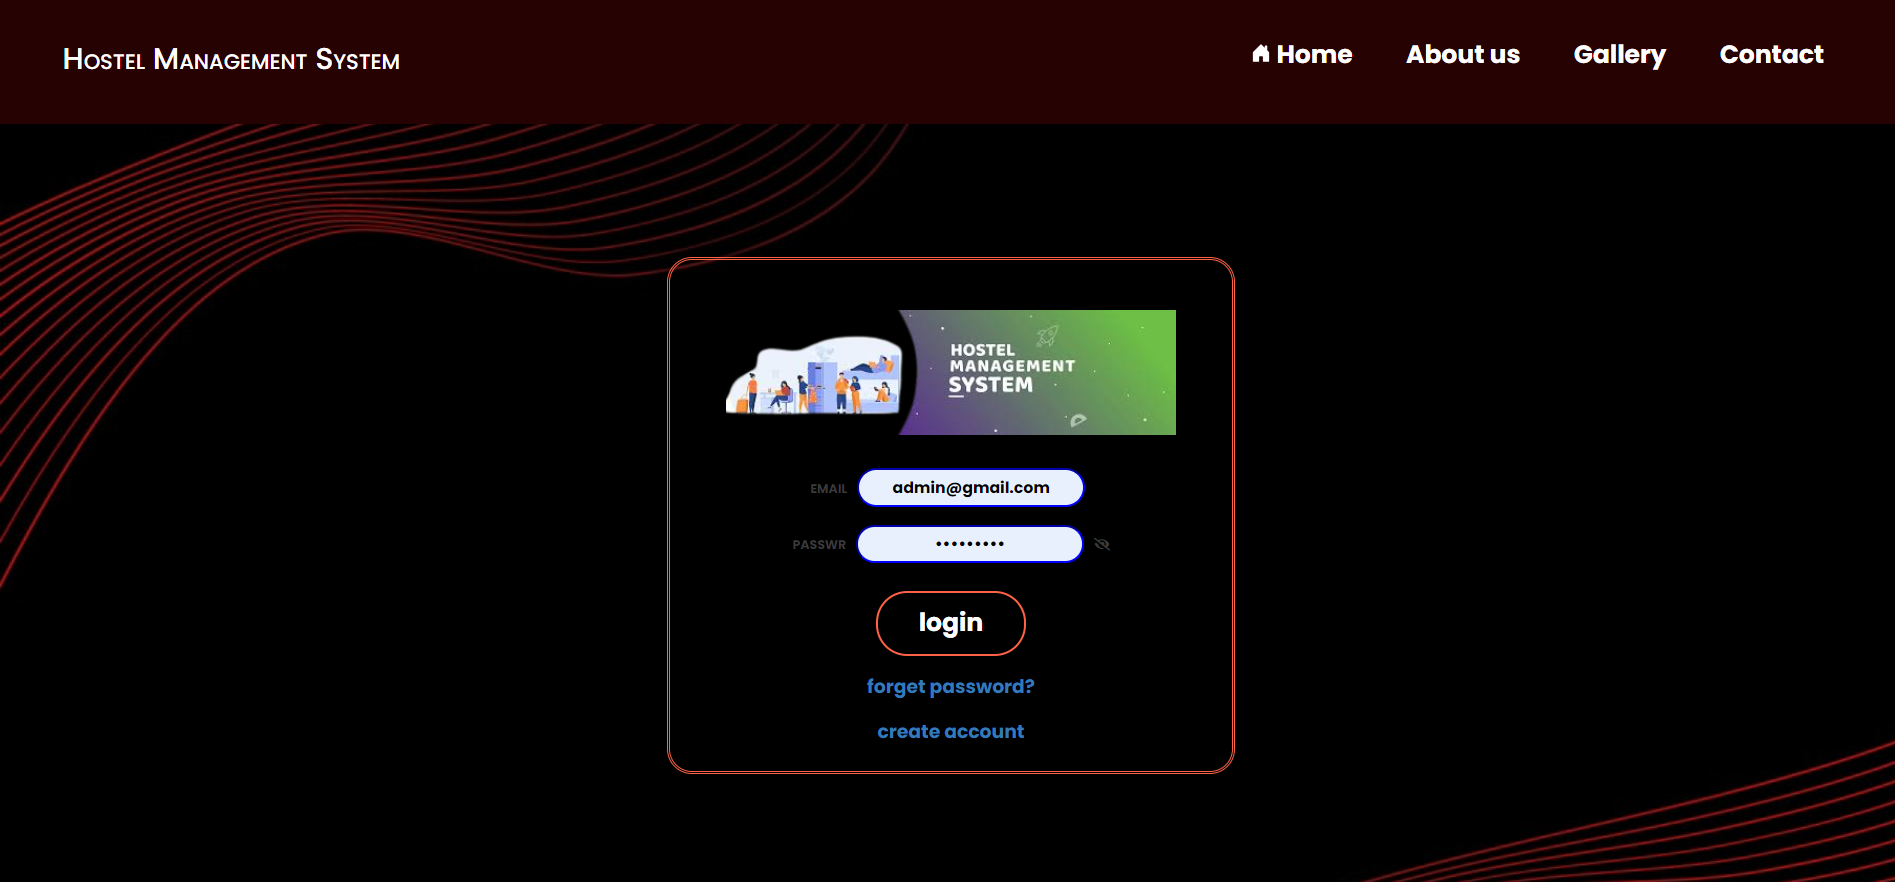 Hostel Management System
Home About us Gallery Contact
HOSTEL
MANAGEMENT
SYSTEM
EMAIL admin@gmail.com
PASSWR •••••••••
login
forget password?
create account